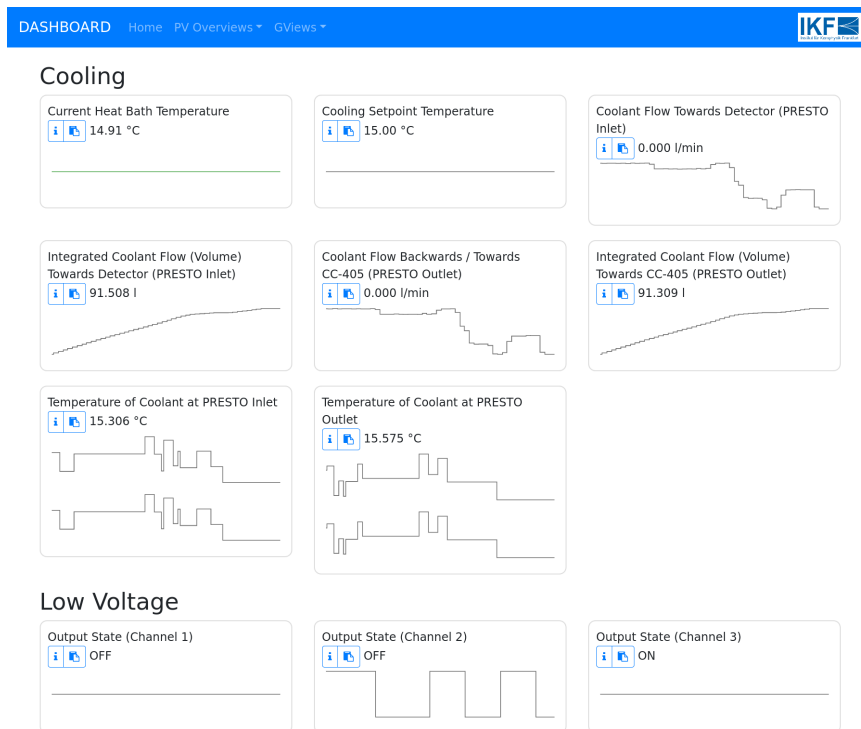 DASHBOARD Home PV Overviews GViews
IKF
Cooling
Current Heat Bath Temperature
14.91 °C
Cooling Setpoint Temperature
15.00 °C
Coolant Flow Towards Detector (PRESTO
Inlet)
0.000 l/min
Integrated Coolant Flow (Volume)
Towards Detector (PRESTO Inlet)
91.508 l
Coolant Flow Backwards / Towards
CC-405 (PRESTO Outlet)
0.000 l/min
Integrated Coolant Flow (Volume)
Towards CC-405 (PRESTO Outlet)
91.309 l
Temperature of Coolant at PRESTO Inlet
15.306 °C
Temperature of Coolant at PRESTO
Outlet
15.575 °C
Low Voltage
Output State (Channel 1)
OFF
Output State (Channel 2)
OFF
Output State (Channel 3)
ON